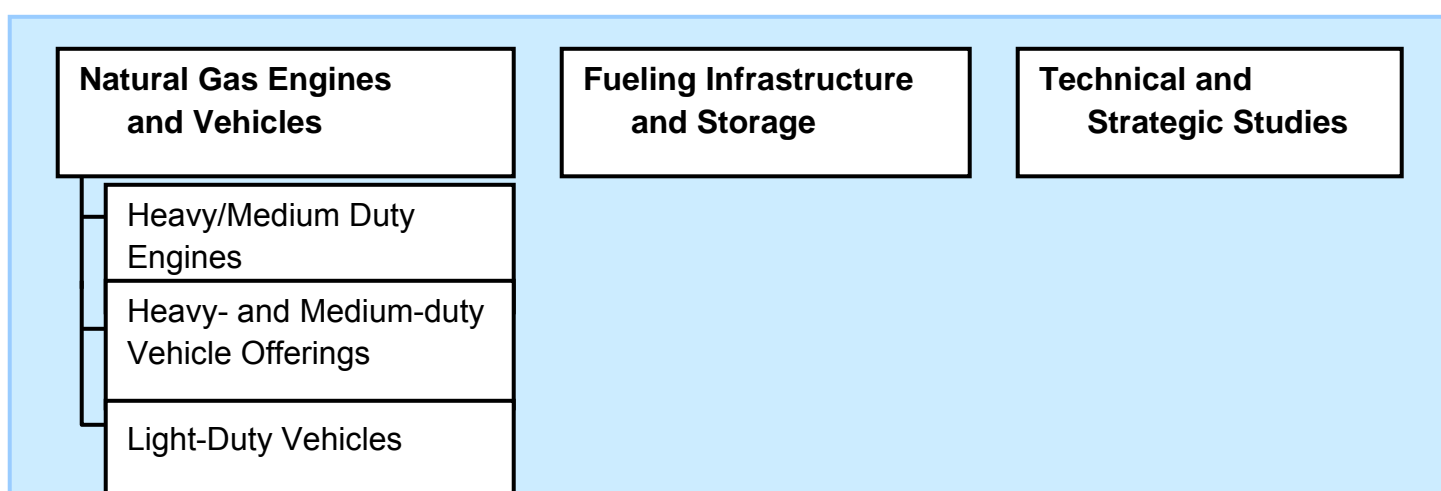 Natural Gas Engines
and Vehicles
Fueling Infrastructure
and Storage
Technical and
Strategic Studies
Heavy/Medium Duty
Engines
Heavy- and Medium-duty
Vehicle Offerings
Light-Duty Vehicles